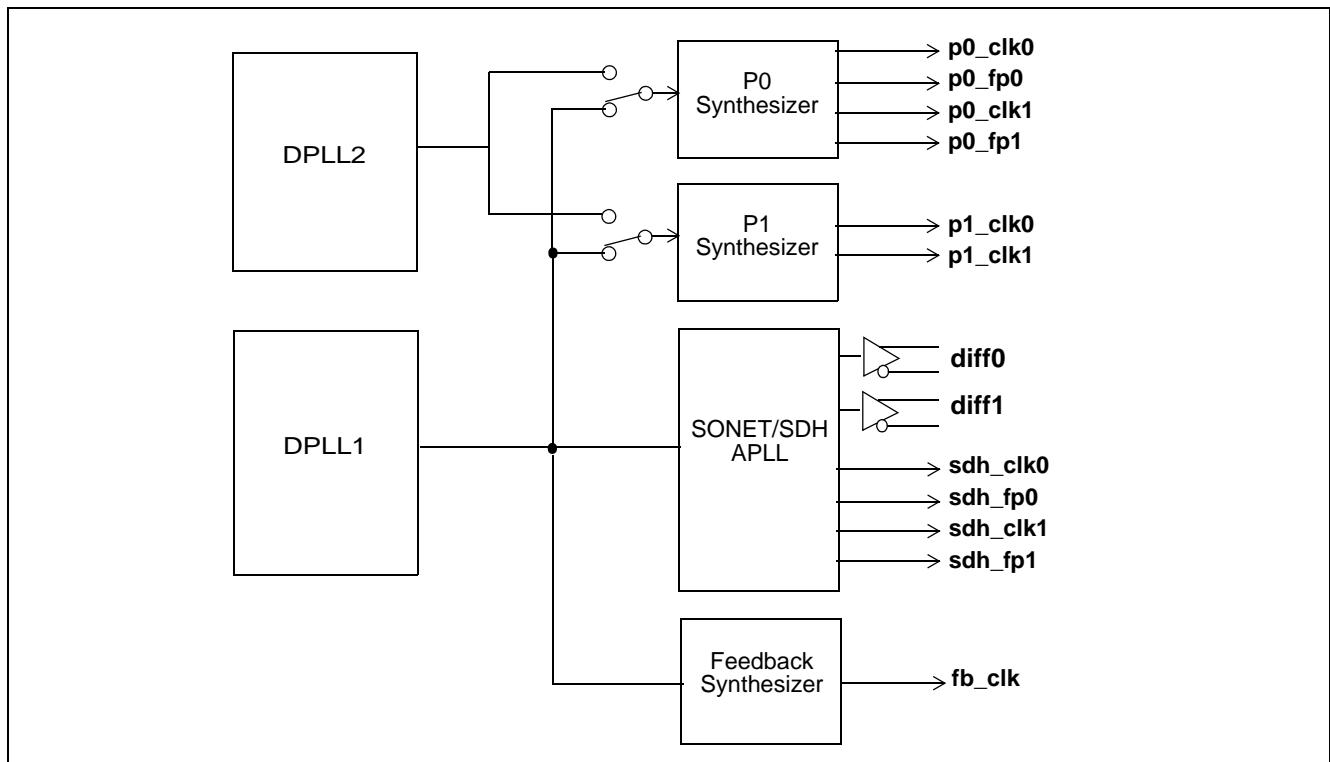 DPLL2
P0
Synthesizer
p0_clk0
p0_fp0
p0_clk1
p0_fp1
P1
Synthesizer
p1_clk0
p1_clk1
DPLL1
SONET/SDH
APLL
diff0
diff1
sdh_clk0
sdh_fp0
sdh_clk1
sdh_fp1
Feedback
Synthesizer
fb_clk